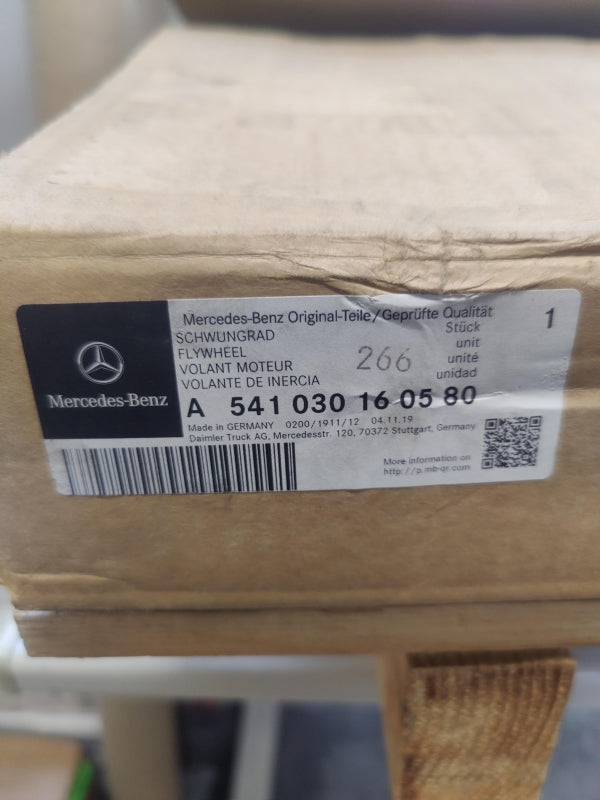 Mercedes-Benz Original-Teile/Geprüfte Qualität
1
SCHWUNGRAD
Stück
FLYWHEEL
unit
VOLANT MOTEUR
266
unité
VOLANTE DE INERCIA
unidad
Mercedes-Benz
A 541 030 16 05 80
Made in GERMANY 0200/1911/12 04.11.19
Daimler Truck AG, Mercedesstr. 120, 70372 Stuttgart, Germany
More information on
http://p.mb-qr.com